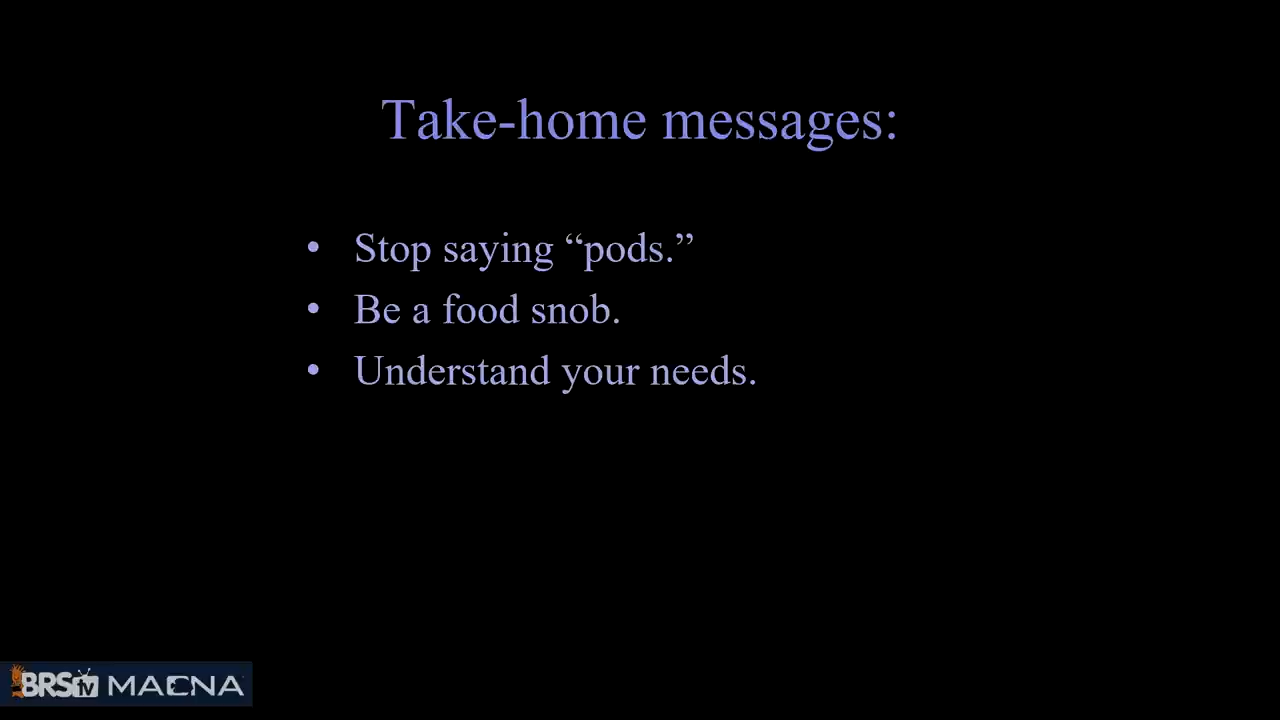 Take-home messages:
• Stop saying “pods.”
• Be a food snob.
• Understand your needs.
BRStv MACNA